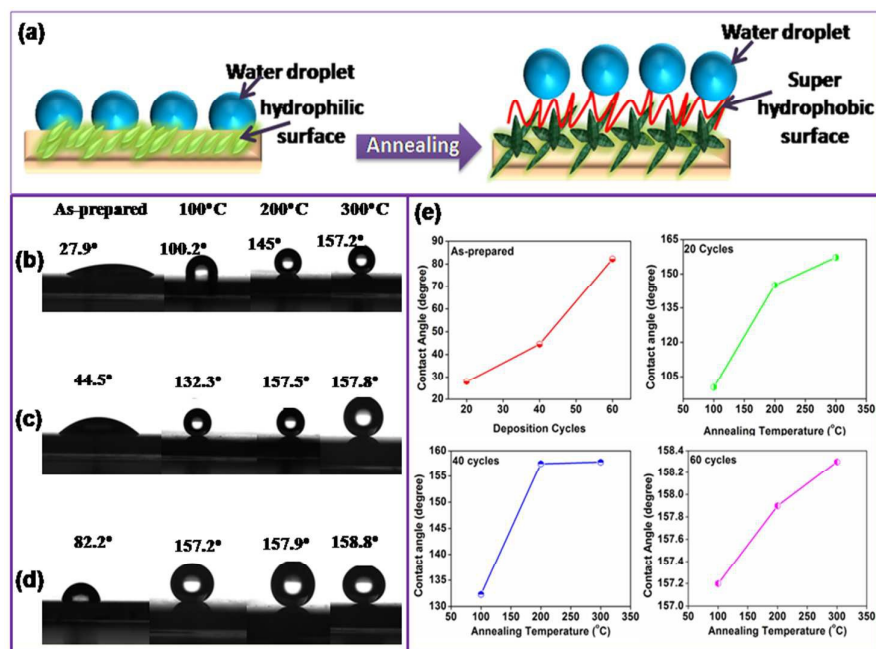 (a)
Water droplet
hydrophilic
surface
Annealing
Water droplet
Super
hydrophobic
surface
As-prepared 100°C 200°C 300°C
(b)
27.9° 100.2° 145° 157.2°
(c)
44.5° 132.3° 157.5° 157.8°
(d)
82.2° 157.2° 157.9° 158.8°
(e)
As-prepared
Contact Angle (degree)
90
80
70
60
50
40
30
20
20 40 60
Deposition Cycles
20 Cycles
Contact Angle (degree)
165
150
135
120
105
50 100 150 200 250 300 350
Annealing Temperature (°C)
40 cycles
Contact angle (degree)
160
155
150
145
140
135
130
50 100 150 200 250 300 350
Annealing Temperature (°C)
60 cycles
Contact angle (degree)
158.4
158.2
158.0
157.8
157.6
157.4
157.2
157.0
50 100 150 200 250 300 350
Annealing Temperature (°C)